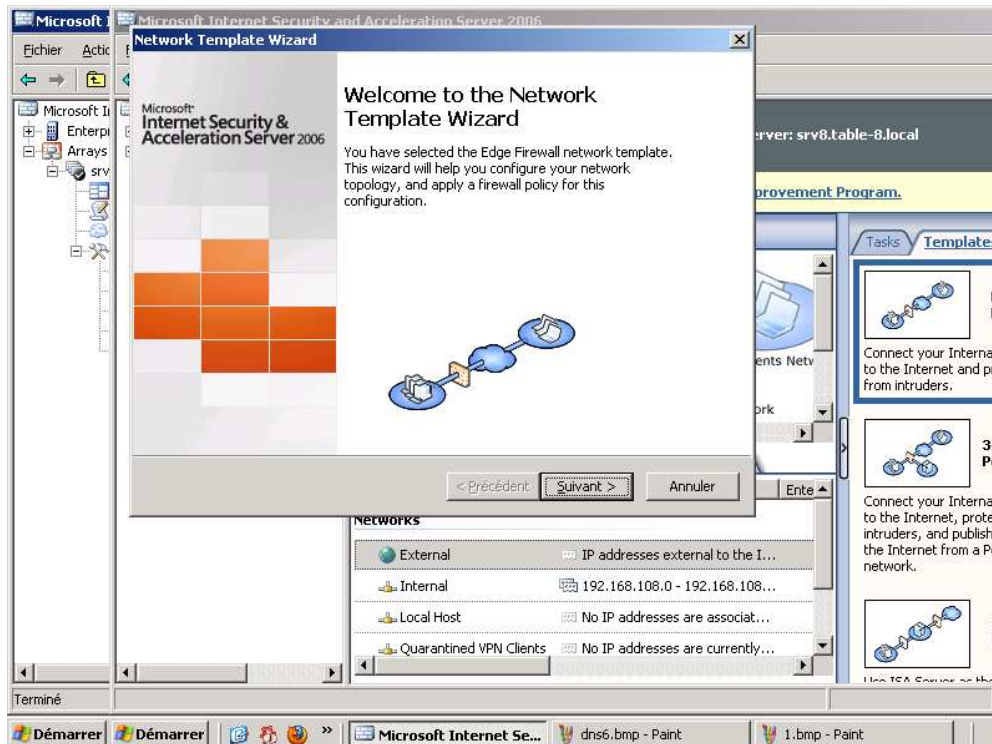 Microsoft I
Microsoft Internet Security and Acceleration Server 2006
Fichier Actic
Network Template Wizard
Microsoft
Internet Security &
Acceleration Server 2006
Welcome to the Network
Template Wizard
You have selected the Edge Firewall network template.
This wizard will help you configure your network
topology, and apply a firewall policy for this
configuration.
< Précédent
Suivant >
Annuler
Microsoft In
Enterp
Arrays
srv
erver: srv8.table-8.local
provement Program.
Tasks
Template
ents Netw
ork
Connect your Interna
to the Internet and p
from intruders.
3
P
Connect your Interna
to the Internet, prote
intruders, and publish
the Internet from a P
network.
Ente
Networks
External
IP addresses external to the I...
Internal
192.168.108.0 - 192.168.108...
Local Host
No IP addresses are associat...
Quarantined VPN Clients
No IP addresses are currently...
Terminé
Démarrer
Démarrer
»
Microsoft Internet Se...
dns6.bmp - Paint
1.bmp - Paint